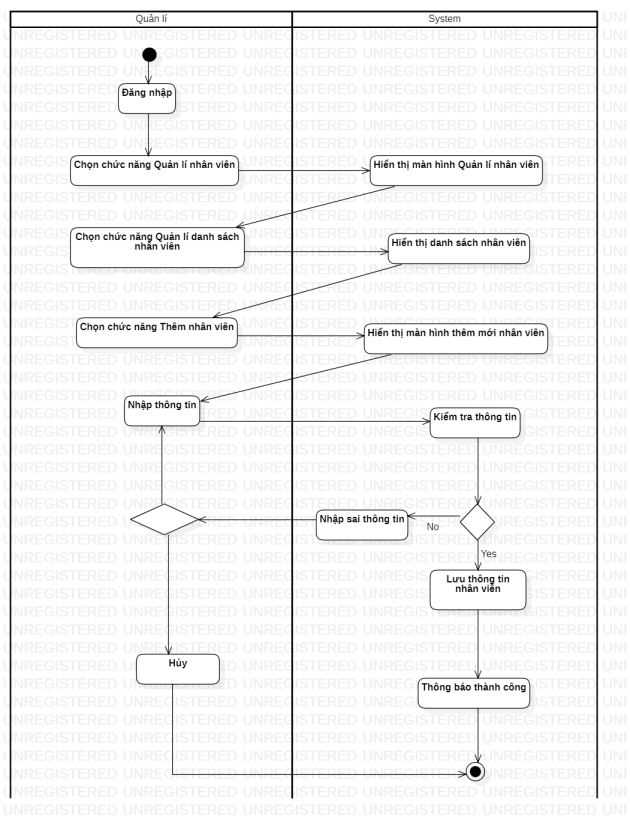 Quản lí
System
Đăng nhập
Chọn chức năng Quản lí nhân viên
Hiển thị màn hình Quản lí nhân viên
Chọn chức năng Quản lí danh sách
nhân viên
Hiển thị danh sách nhân viên
Chọn chức năng Thêm nhân viên
Hiển thị màn hình thêm mới nhân viên
Nhập thông tin
Kiểm tra thông tin
Nhập sai thông tin
No
Yes
Lưu thông tin
nhân viên
Hủy
Thông báo thành công
UNREGISTERED